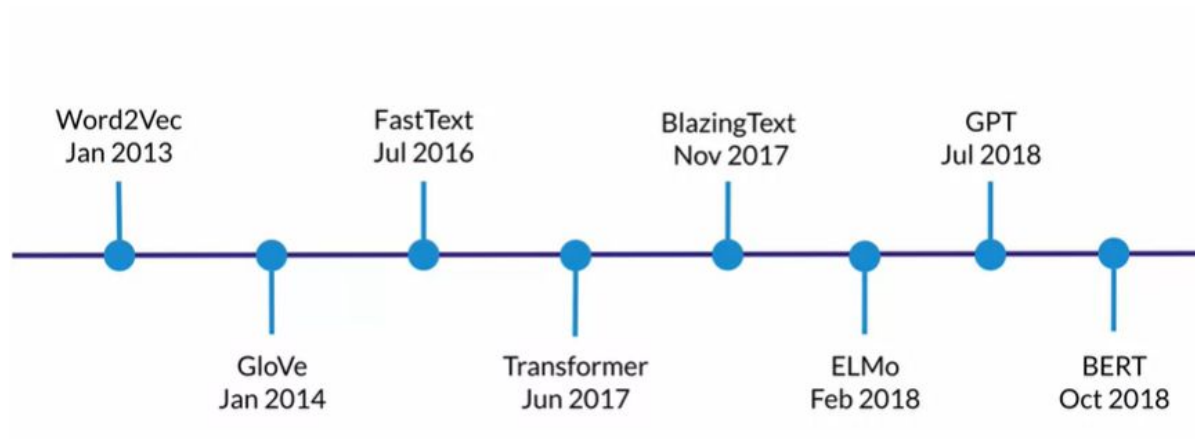 Word2Vec
Jan 2013
GloVe
Jan 2014
FastText
Jul 2016
Transformer
Jun 2017
BlazingText
Nov 2017
ELMo
Feb 2018
GPT
Jul 2018
BERT
Oct 2018